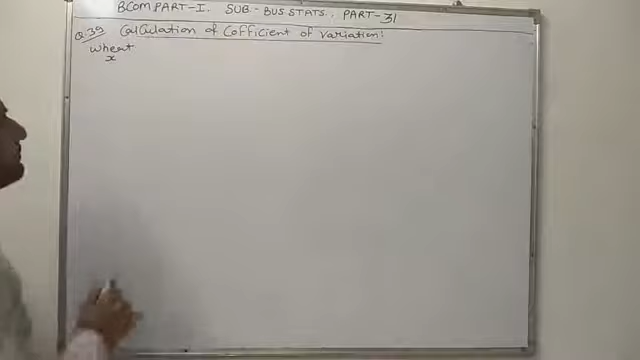 BCOM PART-I. SUB-BUS STATS. PART-31
Q.39 Calculation of Cofficient of Variation:
Wheat
x